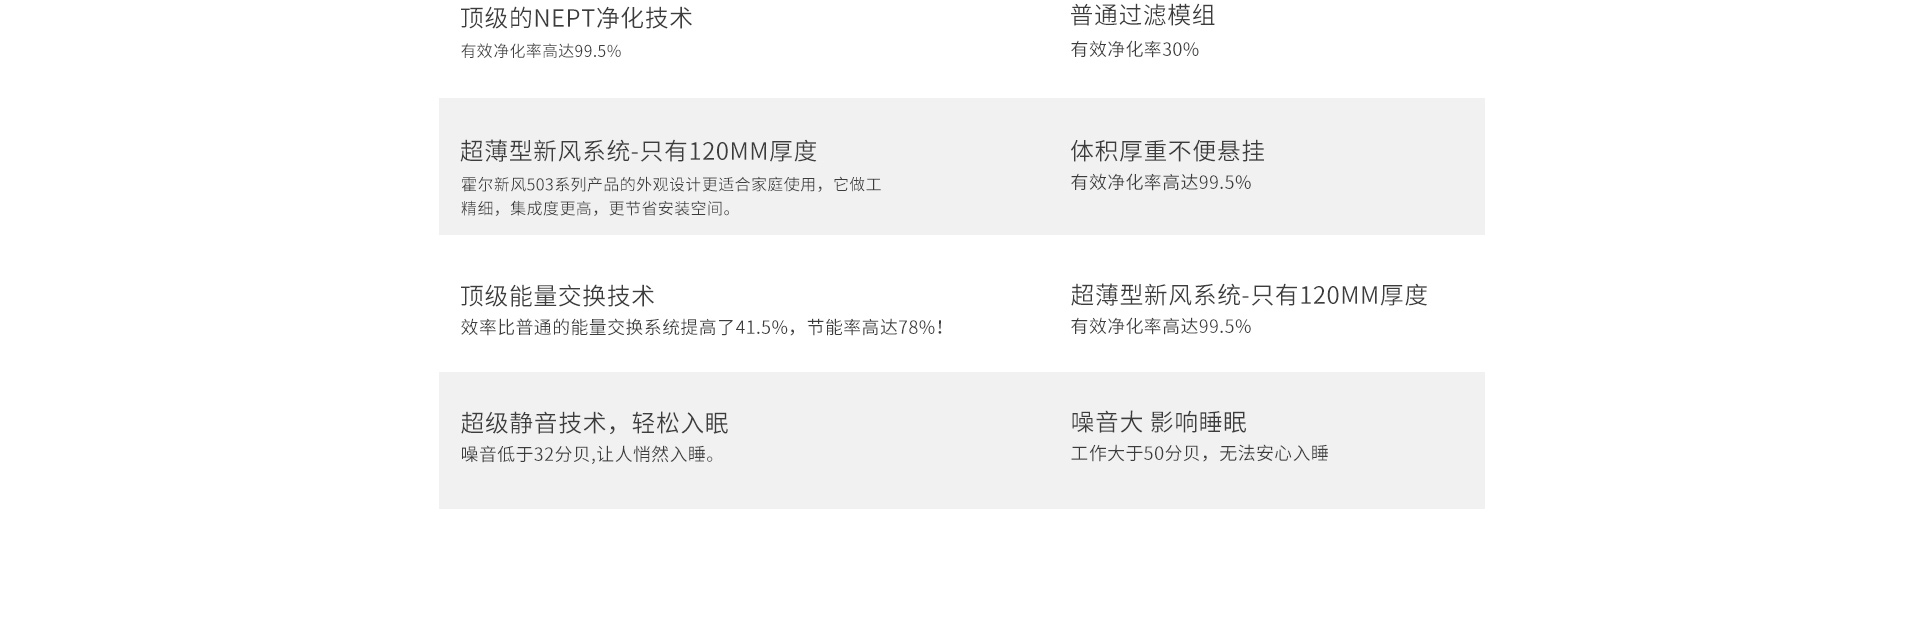 顶级的NEPT净化技术
有效净化率高达99.5%
普通过滤模组
有效净化率30%
超薄型新风系统-只有120MM厚度
霍尔新风503系列产品的外观设计更适合家庭使用，它做工
精细，集成度更高，更节省安装空间。
体积厚重不便悬挂
有效净化率高达99.5%
顶级能量交换技术
效率比普通的能量交换系统提高了41.5%，节能率高达78%！
超薄型新风系统-只有120MM厚度
有效净化率高达99.5%
超级静音技术，轻松入眠
噪音低于32分贝,让人悄然入睡。
噪音大 影响睡眠
工作大于50分贝，无法安心入睡